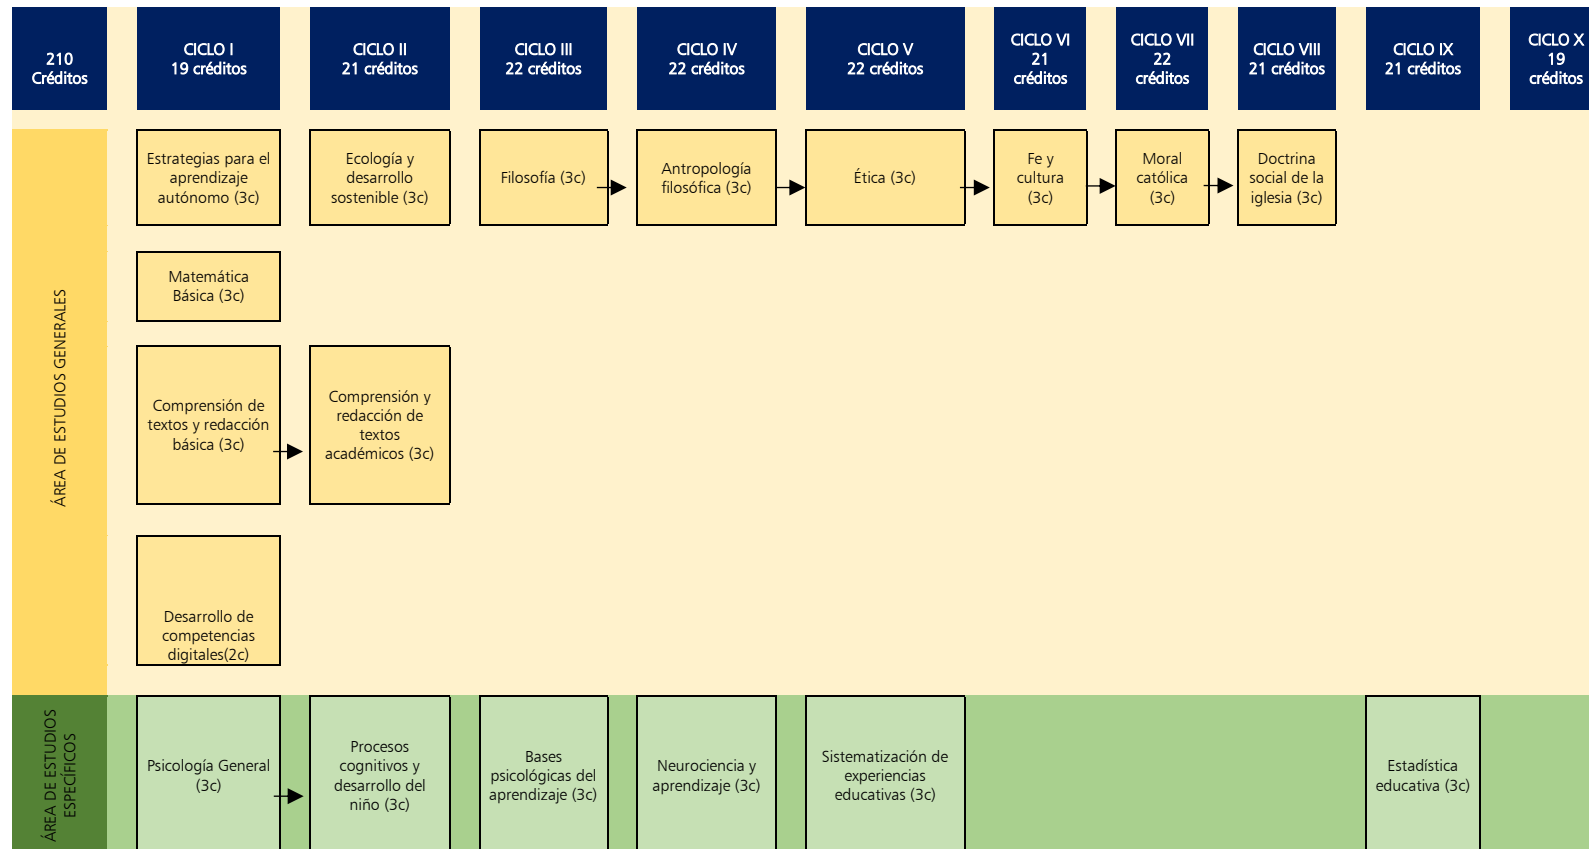 210
Créditos
CICLO I
19 créditos
CICLO II
21 créditos
CICLO III
22 créditos
CICLO IV
22 créditos
CICLO V
22 créditos
CICLO VI
21
créditos
CICLO VII
22
créditos
CICLO VIII
21 créditos
CICLO IX
21 créditos
CICLO X
19
créditos
ÁREA DE ESTUDIOS GENERALES
Estrategias para el
aprendizaje
autónomo (3c)
Ecología y
desarrollo
sostenible (3c)
Filosofía (3c)
Antropología
filosófica (3c)
Ética (3c)
Fe y
cultura
(3c)
Moral
católica
(3c)
Doctrina
social de la
iglesia (3c)
Matemática
Básica (3c)
Comprensión de
textos y redacción
básica (3c)
Comprensión y
redacción de
textos
académicos (3c)
Desarrollo de
competencias
digitales(2c)
ÁREA DE ESTUDIOS
ESPECÍFICOS
Psicología General
(3c)
Procesos
cognitivos y
desarrollo del
niño (3c)
Bases
psicológicas del
aprendizaje (3c)
Neurociencia y
aprendizaje (3c)
Sistematización de
experiencias
educativas (3c)
Estadística
educativa (3c)